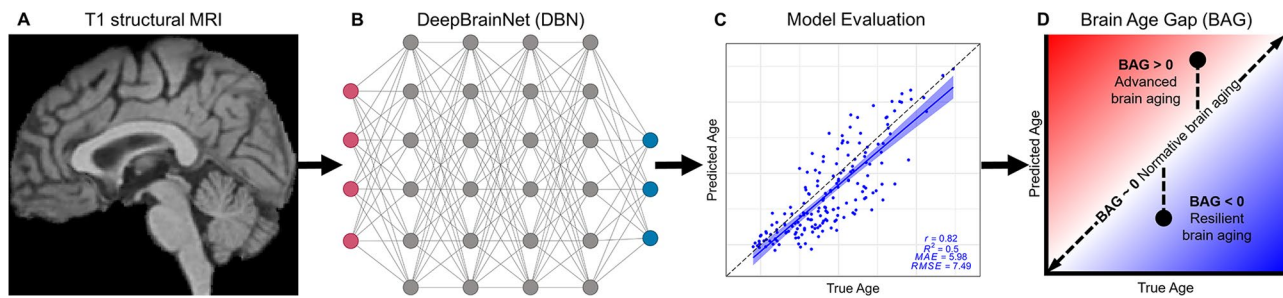 A T1 structural MRI
B DeepBrainNet (DBN)
C Model Evaluation
Predicted Age
r = 0.82
R² = 0.5
MAE = 5.98
RMSE = 7.49
True Age
D Brain Age Gap (BAG)
Predicted Age
BAG > 0
Advanced
brain aging
BAG ~ 0 Normative brain aging
BAG < 0
Resilient
brain aging
True Age